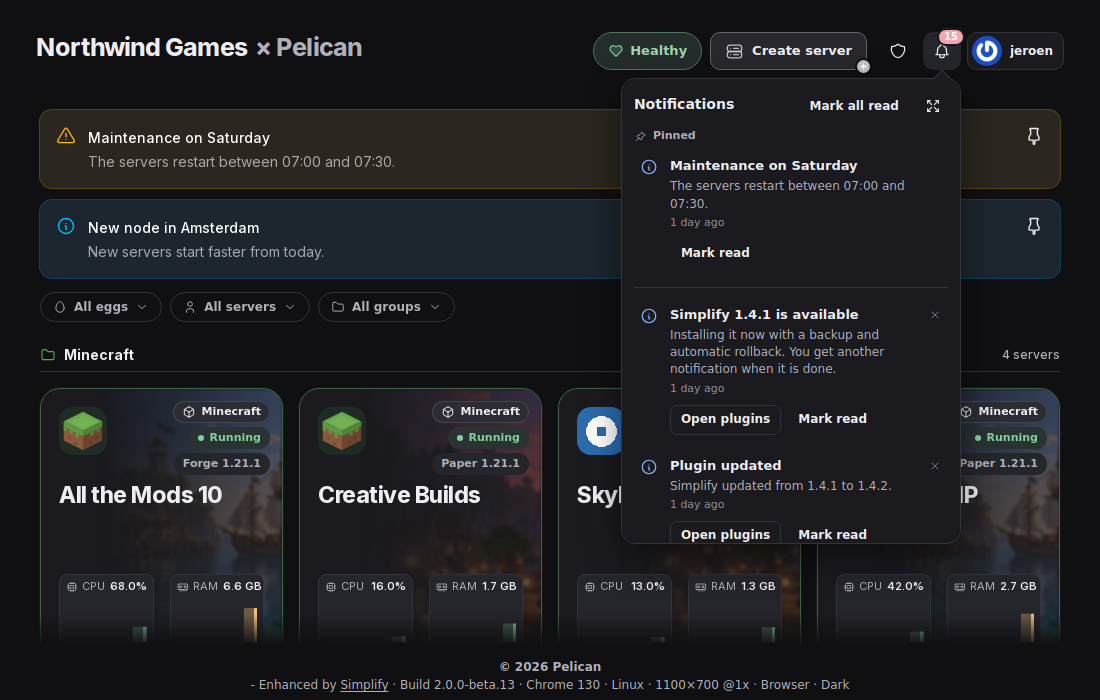 Northwind Games × Pelican
Healthy
Create server
15
jeroen
Maintenance on Saturday
The servers restart between 07:00 and 07:30.
New node in Amsterdam
New servers start faster from today.
Notifications
Mark all read
Pinned
Maintenance on Saturday
The servers restart between 07:00 and
07:30.
1 day ago
Mark read
Simplify 1.4.1 is available
Installing it now with a backup and
automatic rollback. You get another
notification when it is done.
1 day ago
Open plugins
Mark read
Plugin updated
Simplify updated from 1.4.1 to 1.4.2.
1 day ago
Open plugins
Mark read
All eggs
All servers
All groups
Minecraft
4 servers
Minecraft
Running
Forge 1.21.1
All the Mods 10
CPU 68.0%
RAM 6.6 GB
Minecraft
Running
Paper 1.21.1
Creative Builds
CPU 16.0%
RAM 1.7 GB
CPU 13.0%
RAM 1.3 GB
Minecraft
Running
Paper 1.21.1
CPU 42.0%
RAM 2.7 GB
© 2026 Pelican
- Enhanced by Simplify · Build 2.0.0-beta.13 · Chrome 130 · Linux · 1100×700 @1x · Browser · Dark